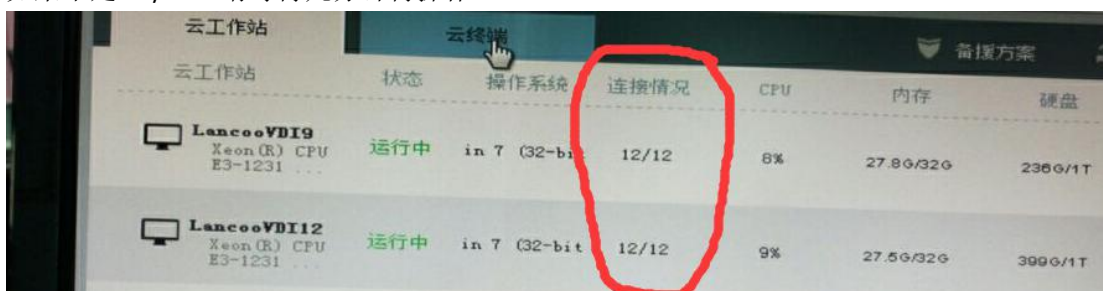 云工作站 云终端 备援方案
云工作站 状态 操作系统 连接情况 CPU 内存 硬盘
LancooVDI9
Xeon(R) CPU 运行中 in 7 (32-bit 12/12 8% 27.8G/32G 236G/1T
E3-1231 ...
LancooVDI12
Xeon(R) CPU 运行中 in 7 (32-bit 12/12 9% 27.5G/32G 399G/1T
E3-1231 ...